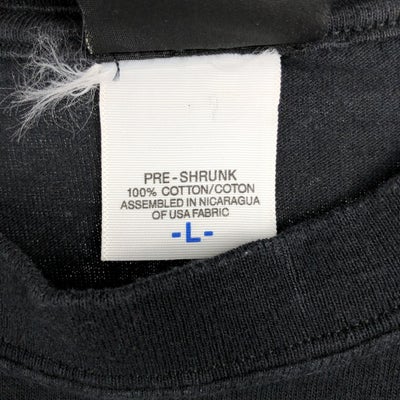 PRE-SHRUNK
100% COTTON/COTON
ASSEMBLED IN NICARAGUA
OF USA FABRIC
-L-